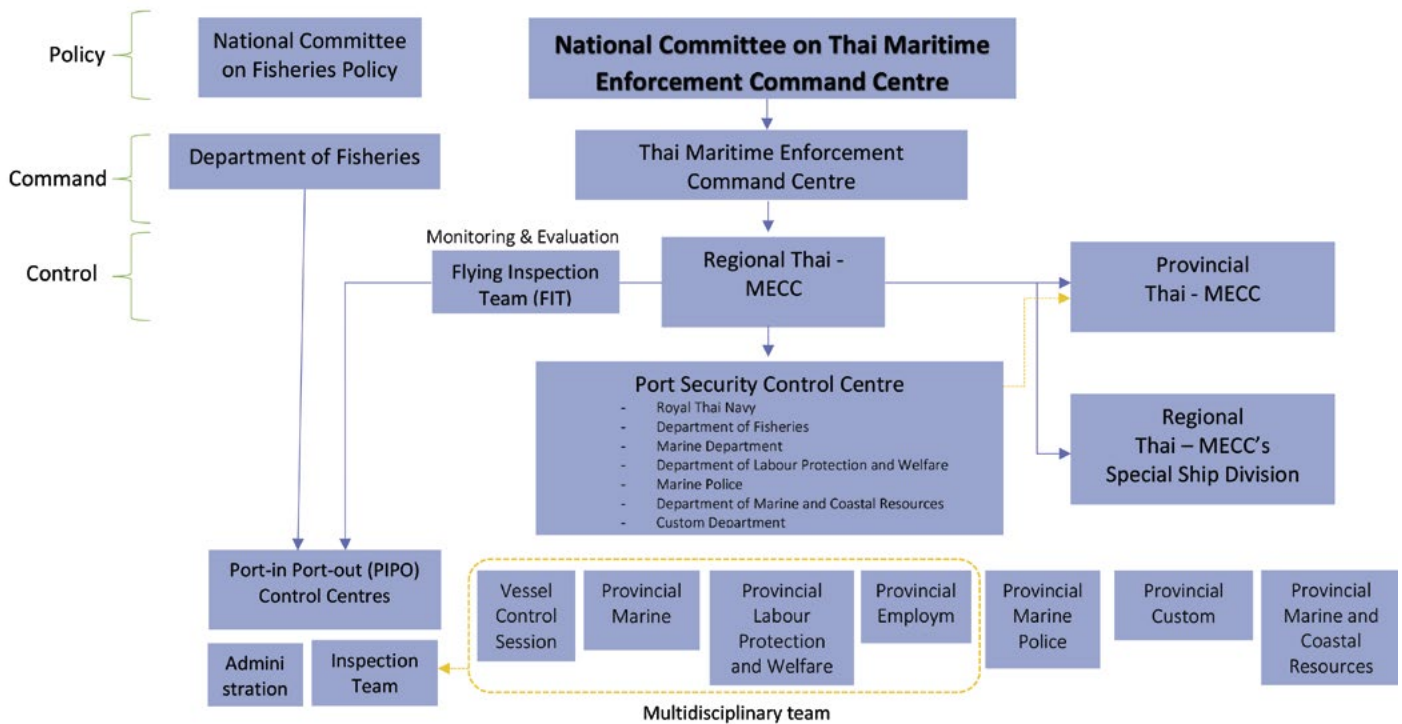 Policy
National Committee
on Fisheries Policy
National Committee on Thai Maritime
Enforcement Command Centre
Command
Department of Fisheries
Thai Maritime Enforcement
Command Centre
Control
Monitoring & Evaluation
Flying Inspection
Team (FIT)
Regional Thai -
MECC
Provincial
Thai - MECC
Port Security Control Centre
- Royal Thai Navy
- Department of Fisheries
- Marine Department
- Department of Labour Protection and Welfare
- Marine Police
- Department of Marine and Coastal Resources
- Custom Department
Regional
Thai – MECC's
Special Ship Division
Port-in Port-out (PIPO)
Control Centres
Vessel
Control
Session
Provincial
Marine
Provincial
Labour
Protection
and Welfare
Provincial
Employm
Provincial
Marine
Police
Provincial
Custom
Provincial
Marine and
Coastal
Resources
Admini
stration
Inspection
Team
Multidisciplinary team